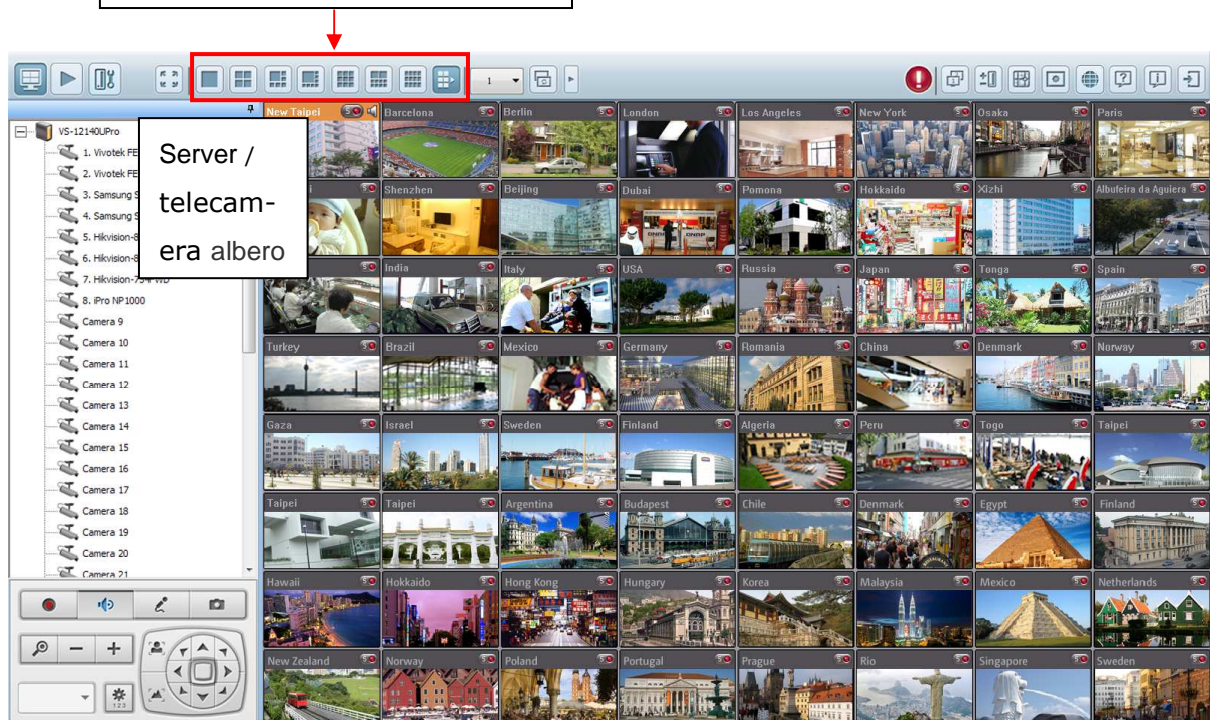 1
VS-12140UPro
1. Vivotek FE
2. Vivotek FE
3. Samsung S
4. Samsung S
5. Hikvision-8
6. Hikvision-8
7. Hikvision-
8. iPro NP1000
Camera 9
Camera 10
Camera 11
Camera 12
Camera 13
Camera 14
Camera 15
Camera 16
Camera 17
Camera 18
Camera 19
Camera 20
Camera 21
123
Server /
telecam-
era albero
New Taipei Barcelona Berlin London Los Angeles New York Osaka Paris
Shenzhen Beijing Dubai Pomona Hokkaido Xizhi Albufeira da Aguiera
India Italy USA Russia Japan Tonga Spain
Turkey Brazil Mexico Germany Romania China Denmark Norway
Gaza Israel Sweden Finland Algeria Peru Togo Taipei
Taipei Taipei Argentina Budapest Chile Denmark Egypt Finland
Hawaii Hokkaido Hong Kong Hungary Korea Malaysia Mexico Netherlands
New Zealand Norway Poland Portugal Prague Rio Singapore Sweden